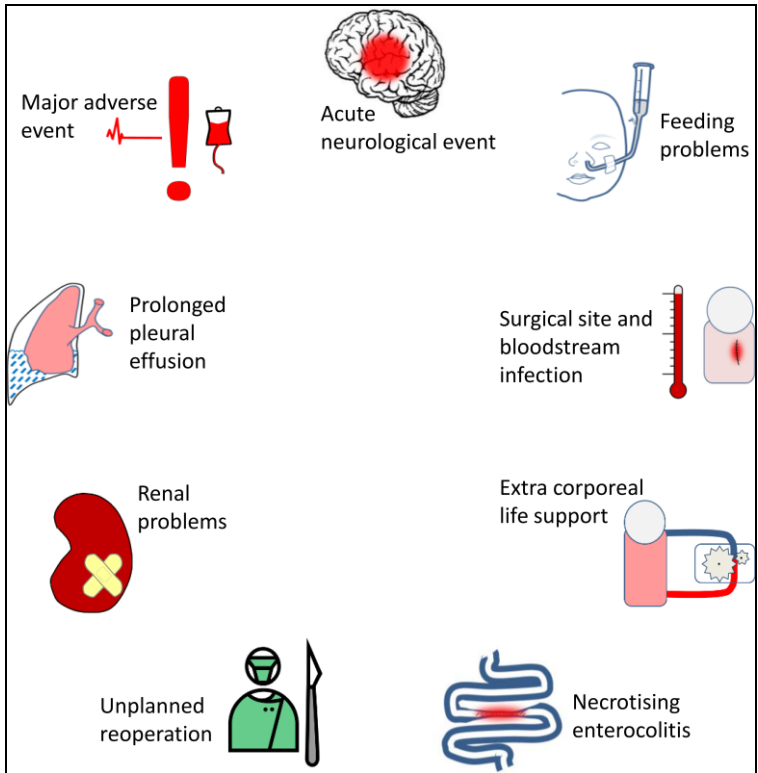 Major adverse
event
Acute
neurological event
Feeding
problems
Prolonged
pleural
effusion
Surgical site and
bloodstream
infection
Renal
problems
Extra corporeal
life support
Unplanned
reoperation
Necrotising
enterocolitis